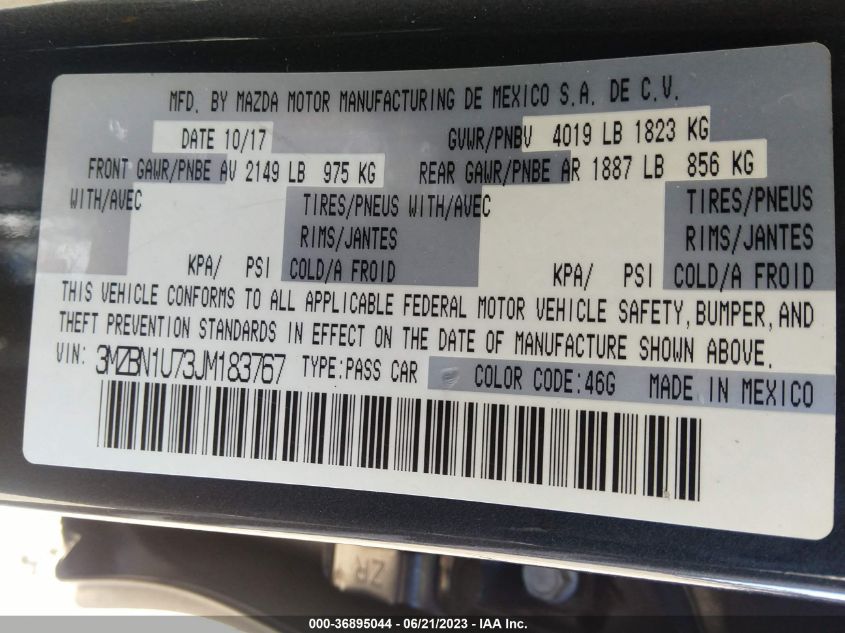 MFD. BY MAZDA MOTOR MANUFACTURING DE MEXICO S.A. DE C.V.
DATE 10/17 GVWR/PNBV 4019 LB 1823 KG
FRONT GAWR/PNBE AV 2149 LB 975 KG REAR GAWR/PNBE AR 1887 LB 856 KG
WITH/AVEC TIRES/PNEUS WITH/AVEC TIRES/PNEUS
RIMS/JANTES RIMS/JANTES
KPA/ PSI COLD/A FROID KPA/ PSI COLD/A FROID
THIS VEHICLE CONFORMS TO ALL APPLICABLE FEDERAL MOTOR VEHICLE SAFETY, BUMPER, AND
THEFT PREVENTION STANDARDS IN EFFECT ON THE DATE OF MANUFACTURE SHOWN ABOVE.
VIN: 3MZBN1U73JM183767 TYPE:PASS CAR COLOR CODE:46G MADE IN MEXICO
ZR
000-36895044 - 06/21/2023 - IAA Inc.